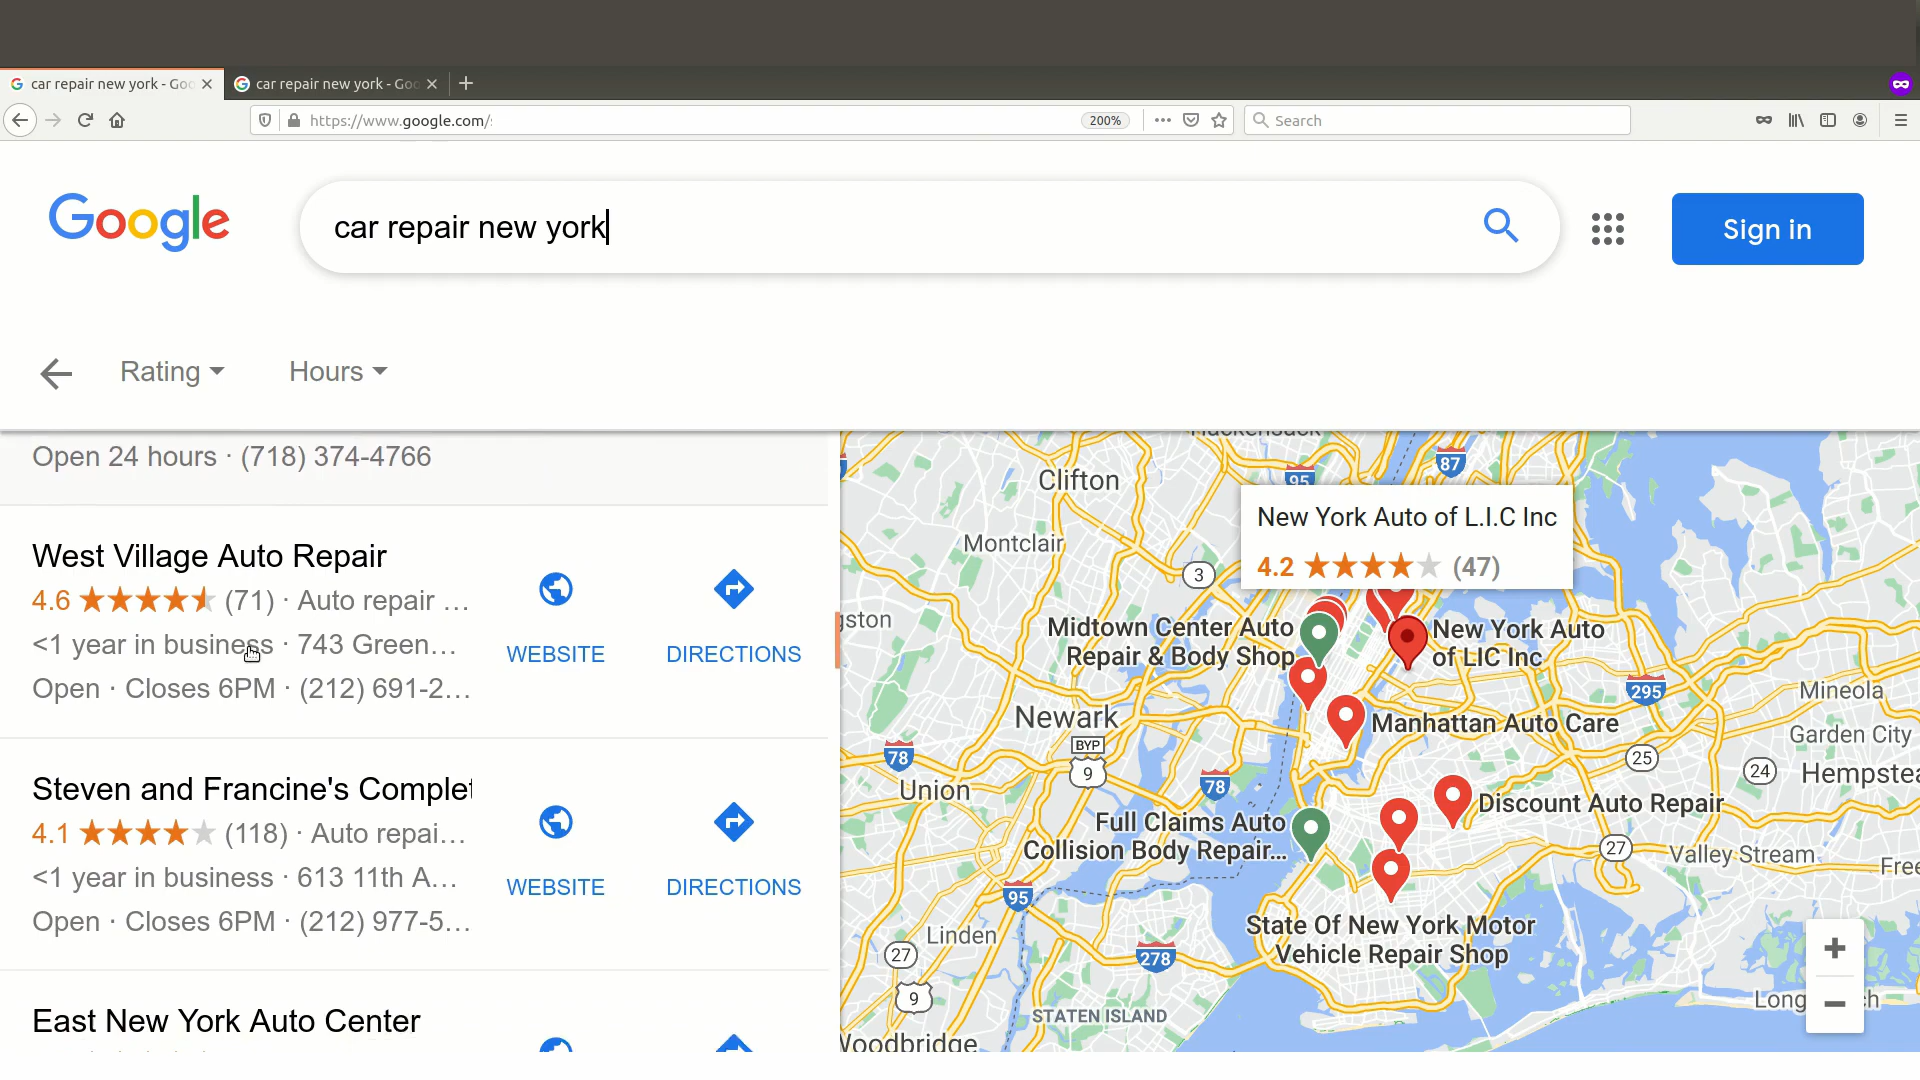 car repair new york - Goo
car repair new york - Goo
https://www.google.com/
200%
Search
Google
car repair new york
Sign in
Rating
Hours
Open 24 hours · (718) 374-4766
West Village Auto Repair
4.6 (71) · Auto repair ...
<1 year in business · 743 Green...
Open · Closes 6PM · (212) 691-2...
WEBSITE
DIRECTIONS
Steven and Francine's Complet
4.1 (118) · Auto repai...
<1 year in business · 613 11th A...
Open · Closes 6PM · (212) 977-5...
WEBSITE
DIRECTIONS
East New York Auto Center
Hackensack
Clifton
95
87
New York Auto of L.I.C Inc
4.2 (47)
Montclair
3
gston
Midtown Center Auto
Repair & Body Shop
New York Auto
of LIC Inc
295
Mineola
Newark
Manhattan Auto Care
Garden City
BYP
9
78
25
24
Hempstea
Union
78
Discount Auto Repair
Full Claims Auto
Collision Body Repair...
27
Valley Stream
Free
95
State Of New York Motor
Vehicle Repair Shop
Linden
27
278
9
Long
h
STATEN ISLAND
Woodbridge